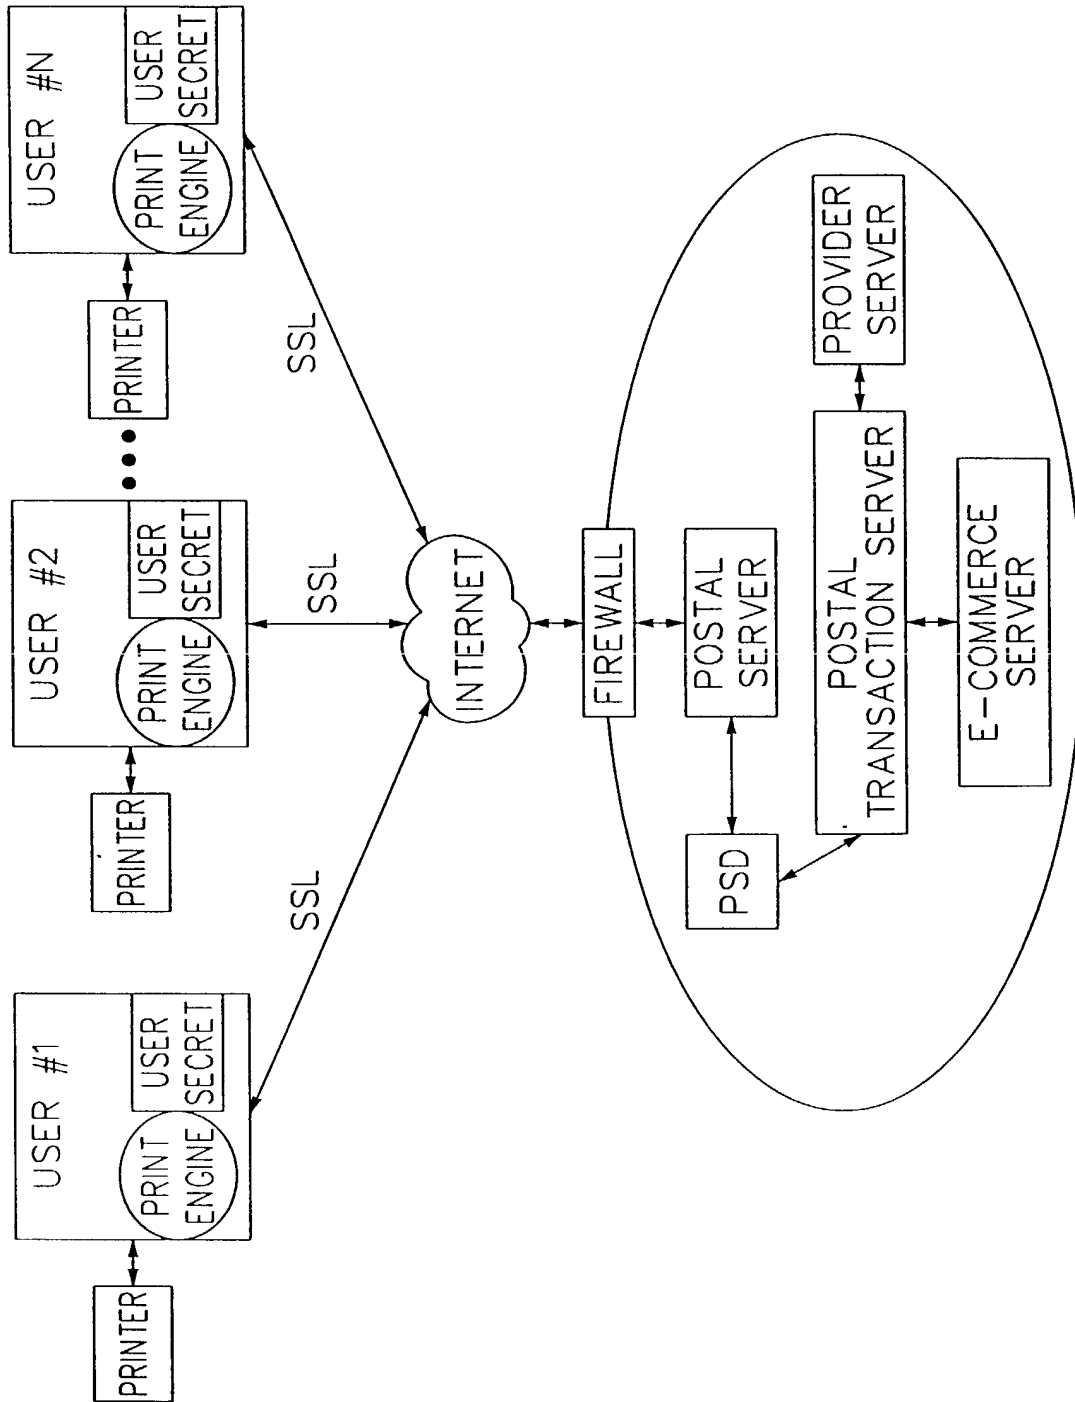 USER #1
PRINT
ENGINE
USER
SECRET
PRINTER
USER #2
PRINT
ENGINE
USER
SECRET
PRINTER
USER #N
PRINT
ENGINE
USER
SECRET
PRINTER
SSL
SSL
SSL
INTERNET
FIREWALL
PSD
POSTAL
SERVER
POSTAL
TRANSACTION SERVER
PROVIDER
SERVER
E-COMMERCE
SERVER